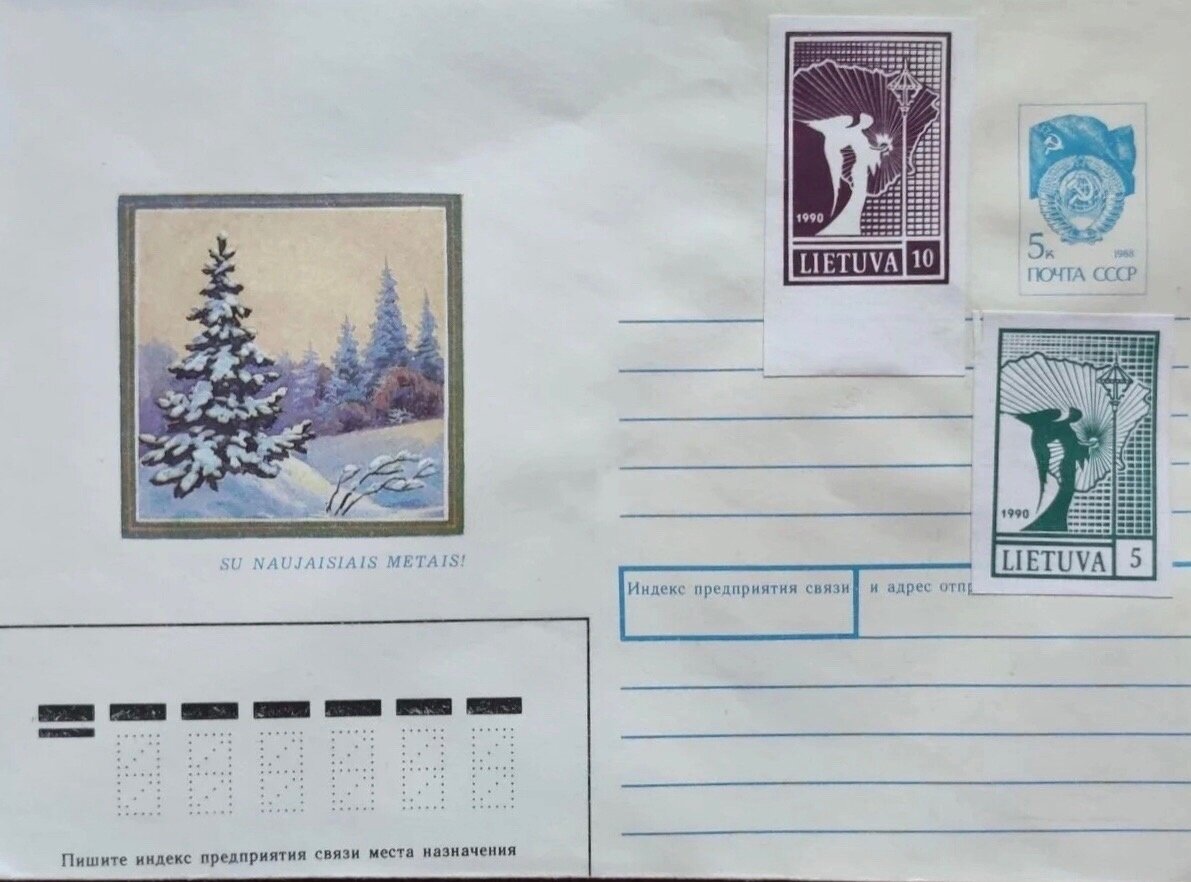 1990
LIETUVA 10
5к 1988
ПОЧТА СССР
1990
LIETUVA 5
SU NAUJAISIAIS METAIS!
Индекс предприятия связи и адрес отпр
Пишите индекс предприятия связи места назначения